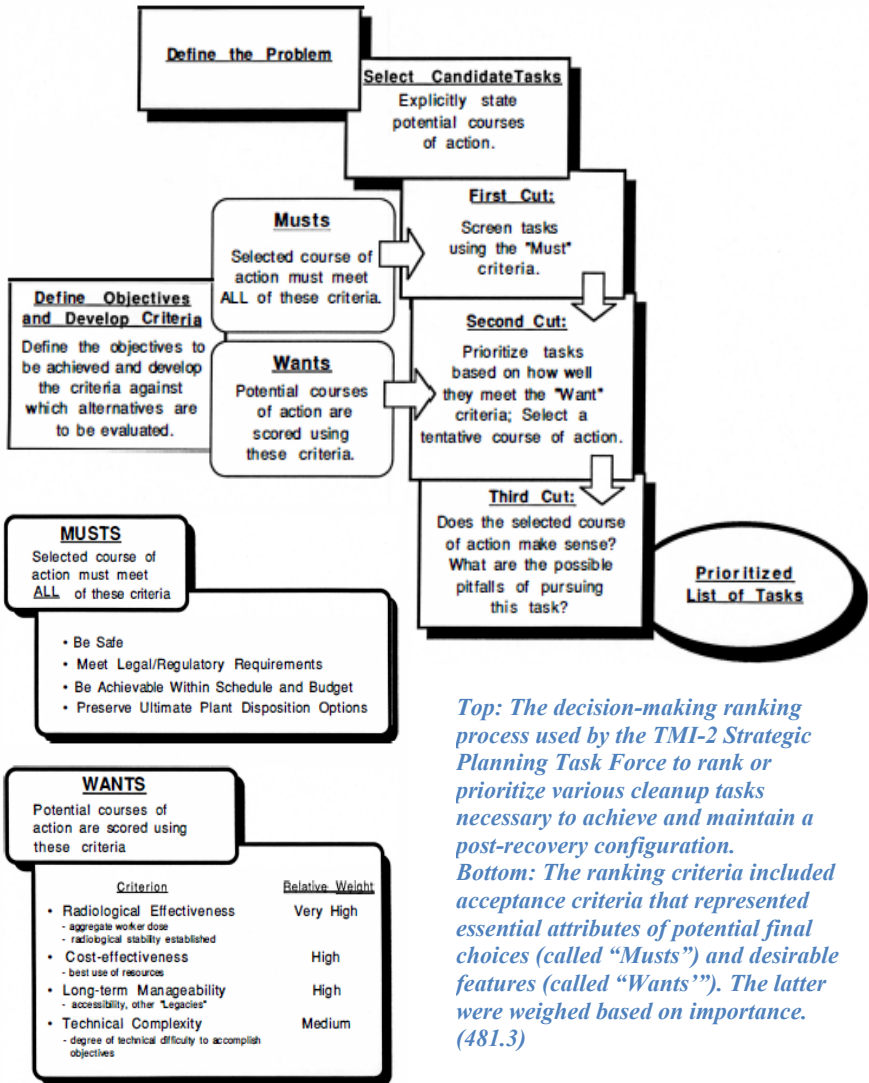 Define the Problem
Select CandidateTasks
Explicitly state
potential courses
of action.
First Cut:
Screen tasks
using the "Must"
criteria.
Musts
Selected course of
action must meet
ALL of these criteria.
Define Objectives
and Develop Criteria
Define the objectives to
be achieved and develop
the criteria against
which alternatives are
to be evaluated.
Wants
Potential courses
of action are
scored using
these criteria.
Second Cut:
Prioritize tasks
based on how well
they meet the "Want"
criteria; Select a
tentative course of action.
Third Cut:
Does the selected course
of action make sense?
What are the possible
pitfalls of pursuing
this task?
Prioritized
List of Tasks
MUSTS
Selected course of
action must meet
ALL of these criteria
• Be Safe
• Meet Legal/Regulatory Requirements
• Be Achievable Within Schedule and Budget
• Preserve Ultimate Plant Disposition Options
WANTS
Potential courses of
action are scored using
these criteria
Criterion Relative Weight
• Radiological Effectiveness Very High
- aggregate worker dose
- radiological stability established
• Cost-effectiveness High
- best use of resources
• Long-term Manageability High
- accessibility, other "Legacies"
• Technical Complexity Medium
- degree of technical difficulty to accomplish
objectives
Top: The decision-making ranking
process used by the TMI-2 Strategic
Planning Task Force to rank or
prioritize various cleanup tasks
necessary to achieve and maintain a
post-recovery configuration.
Bottom: The ranking criteria included
acceptance criteria that represented
essential attributes of potential final
choices (called “Musts”) and desirable
features (called “Wants’”). The latter
were weighed based on importance.
(481.3)